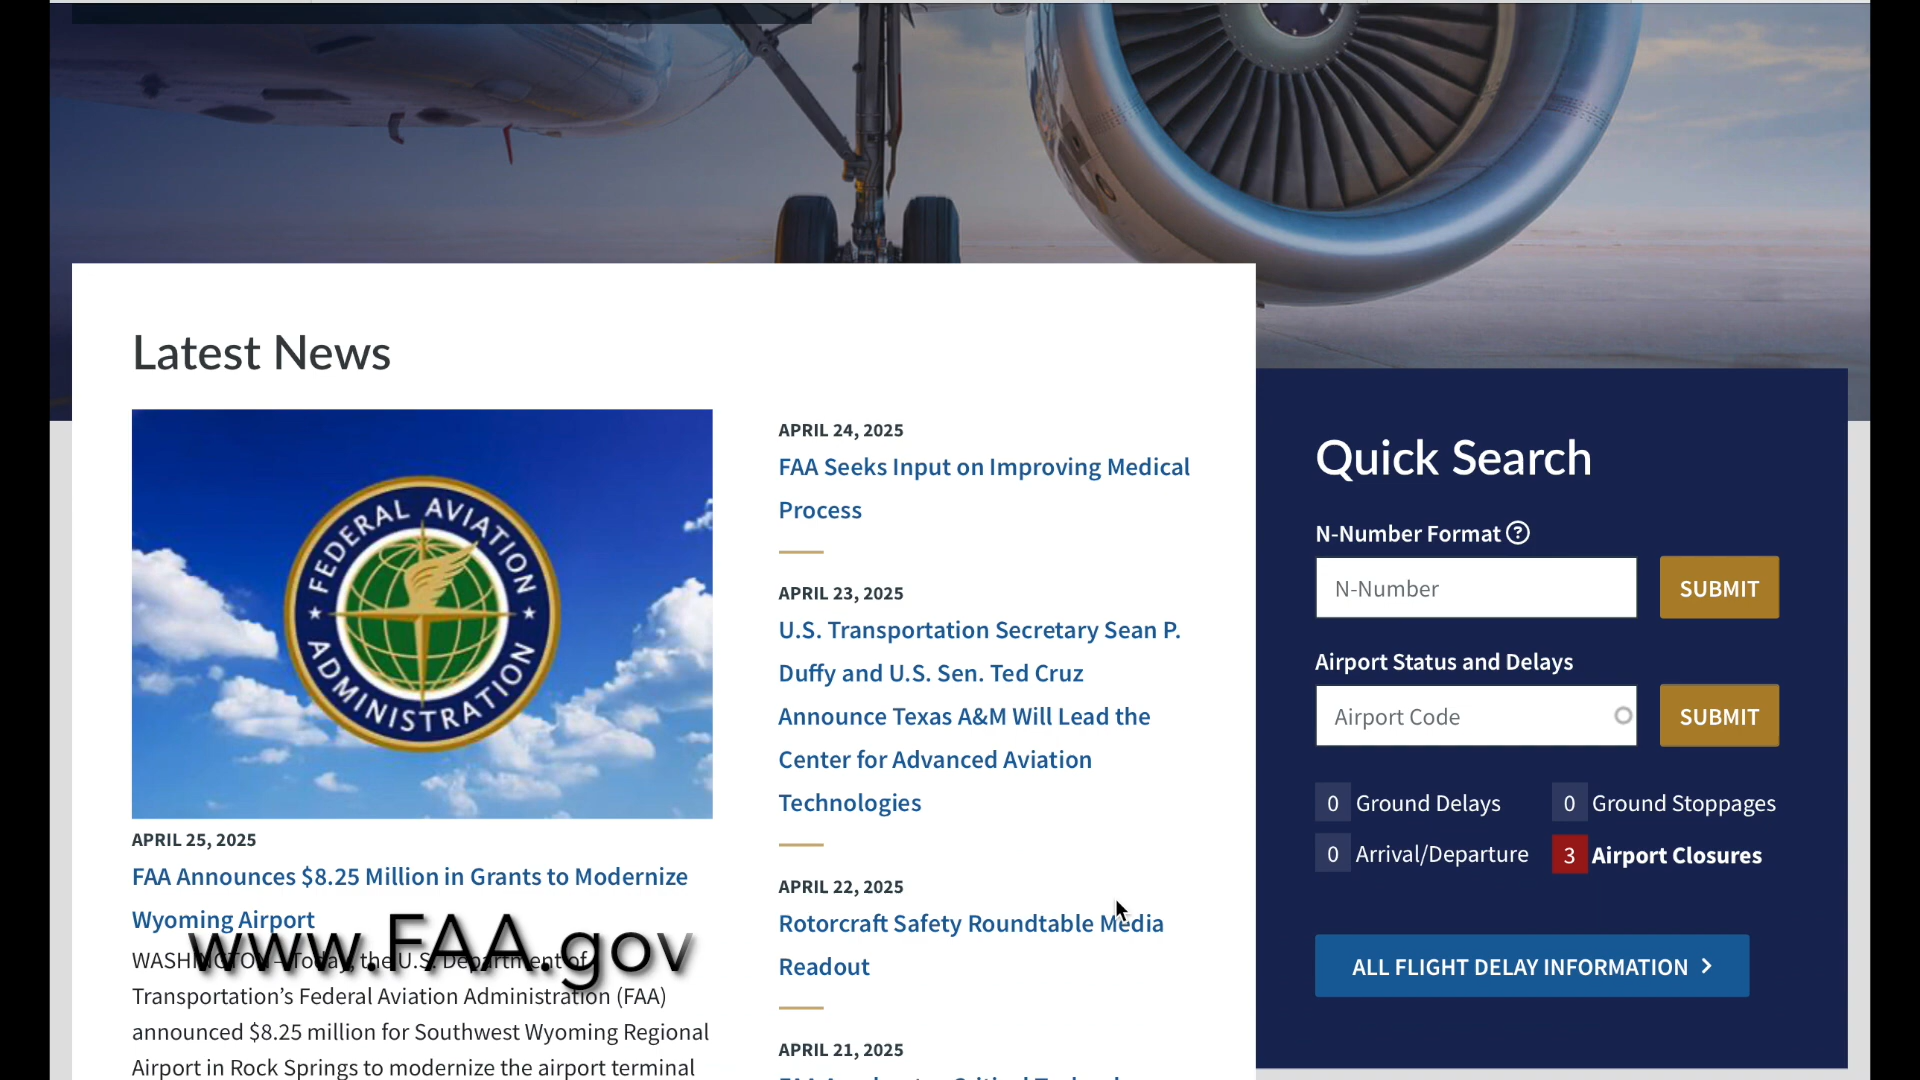 Latest News
FEDERAL AVIATION
ADMINISTRATION
APRIL 25, 2025
FAA Announces $8.25 Million in Grants to Modernize
Wyoming Airport
www.FAA.gov
WASHINGTON – Today, the U.S. Department of
Transportation’s Federal Aviation Administration (FAA)
announced $8.25 million for Southwest Wyoming Regional
Airport in Rock Springs to modernize the airport terminal
APRIL 24, 2025
FAA Seeks Input on Improving Medical
Process
APRIL 23, 2025
U.S. Transportation Secretary Sean P.
Duffy and U.S. Sen. Ted Cruz
Announce Texas A&M Will Lead the
Center for Advanced Aviation
Technologies
APRIL 22, 2025
Rotorcraft Safety Roundtable Media
Readout
APRIL 21, 2025
Quick Search
N-Number Format ?
N-Number SUBMIT
Airport Status and Delays
Airport Code SUBMIT
0 Ground Delays 0 Ground Stoppages
0 Arrival/Departure 3 Airport Closures
ALL FLIGHT DELAY INFORMATION >